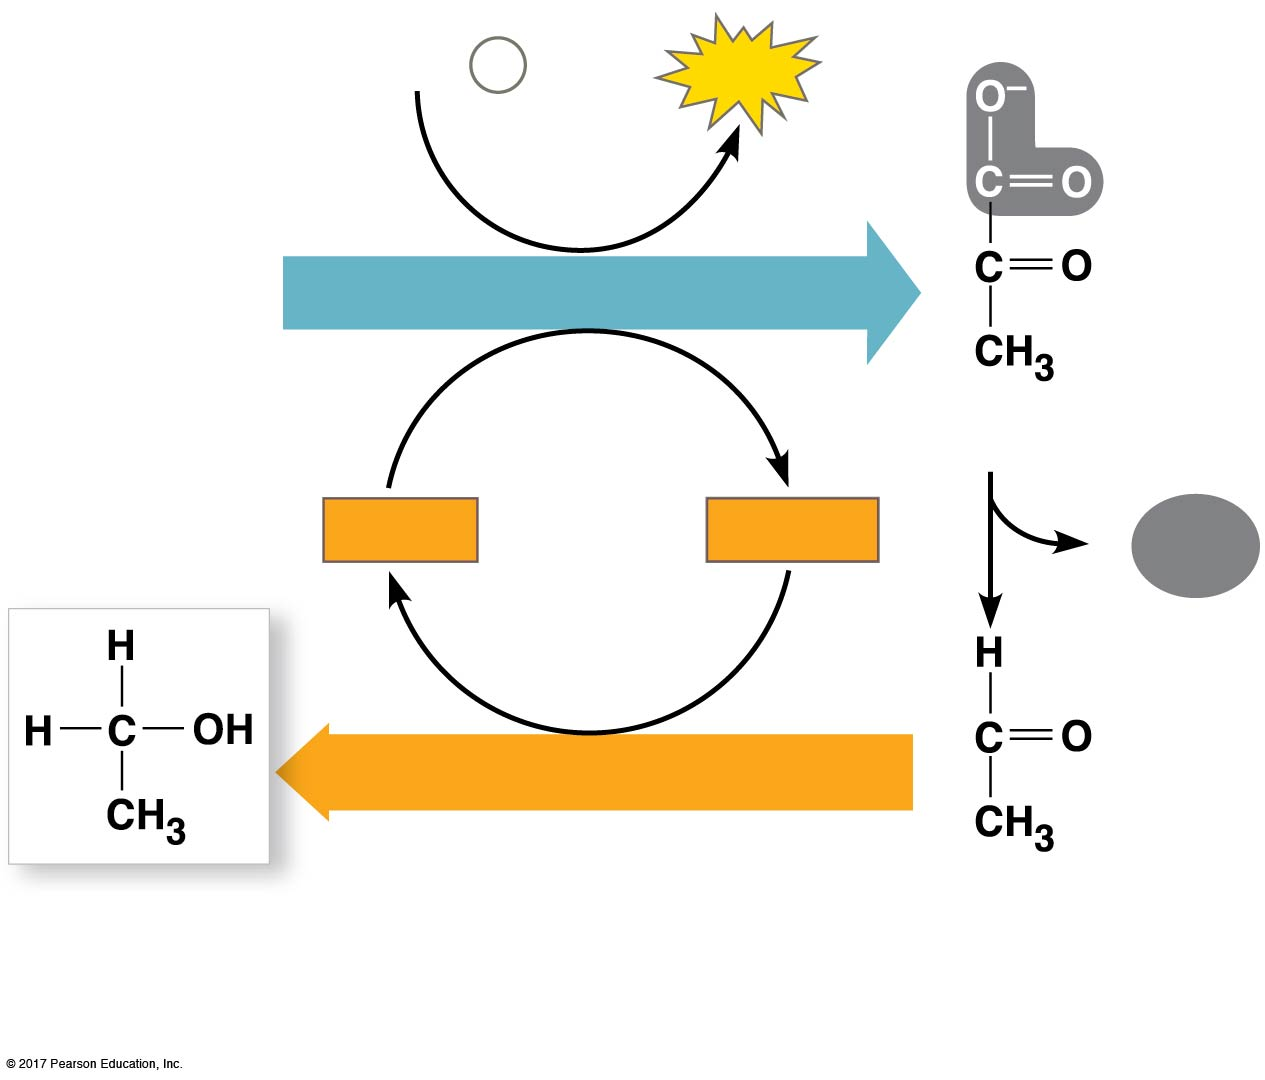 O−
C=O
C=O
CH3
H
C=O
CH3
H
H—C—OH
CH3
© 2017 Pearson Education, Inc.